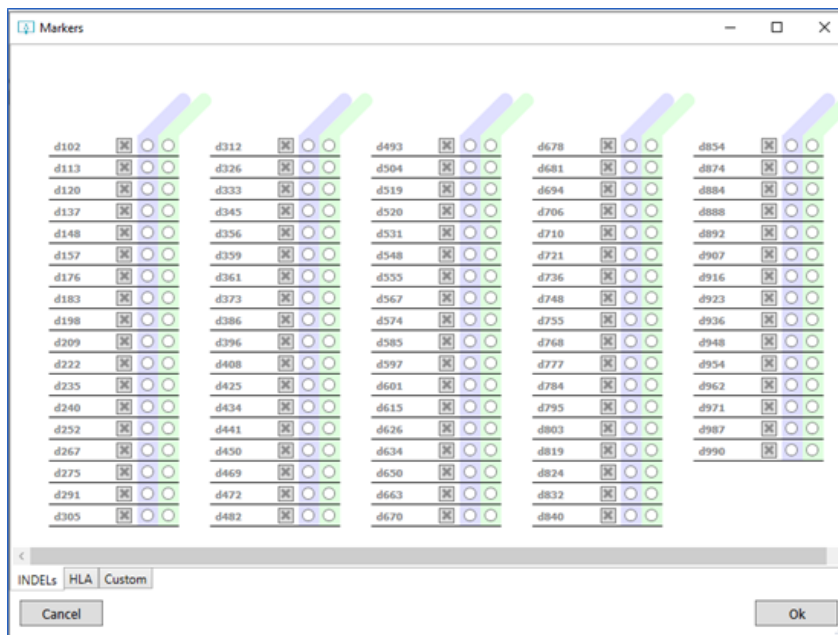 Markers
d102 d312 d493 d678 d854
d113 d326 d504 d681 d874
d120 d333 d519 d694 d884
d137 d345 d520 d706 d888
d148 d356 d531 d710 d892
d157 d359 d548 d721 d907
d176 d361 d555 d736 d916
d183 d373 d567 d748 d923
d198 d386 d574 d755 d936
d209 d396 d585 d768 d948
d222 d408 d597 d777 d954
d235 d425 d601 d784 d962
d240 d434 d615 d795 d971
d252 d441 d626 d803 d987
d267 d450 d634 d819 d990
d275 d469 d650 d824
d291 d472 d663 d832
d305 d482 d670 d840
INDELs HLA Custom
Cancel Ok